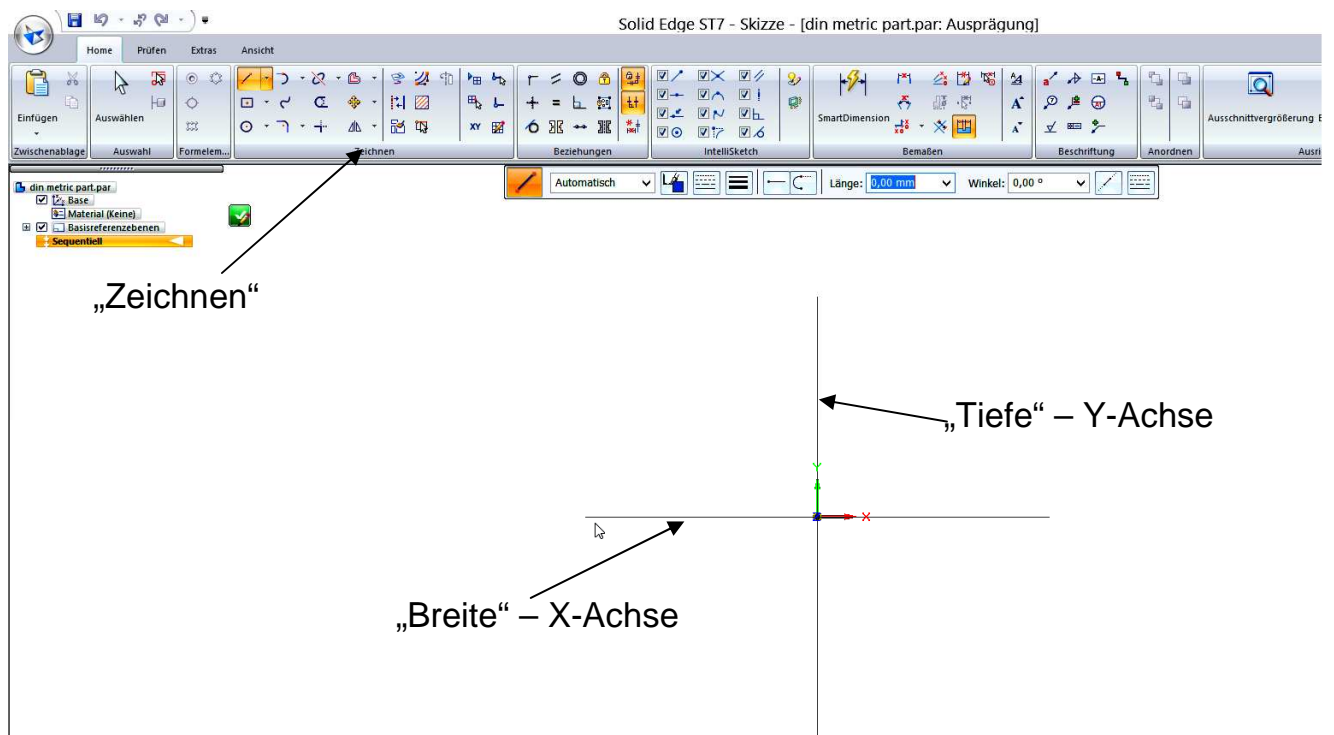 Solid Edge ST7 - Skizze - [din metric part.par: Ausprägung]
Home Prüfen Extras Ansicht
Einfügen
Auswählen
SmartDimension
Ausschnittvergrößerung
Zwischenablage Auswahl Formelem... Zeichnen Beziehungen IntelliSketch Bemaßen Beschriftung Anordnen Ausri
Automatisch Länge: 0,00 mm Winkel: 0,00 °
din metric part.par
Base
Material (Keine)
Basisreferenzebenen
Sequentiell
„Zeichnen“
„Tiefe“ – Y-Achse
Y
X
„Breite“ – X-Achse